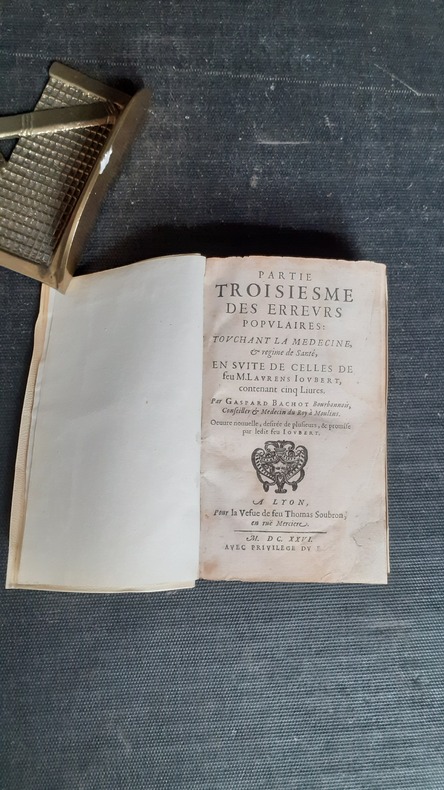 PARTIE
TROISIESME
DES ERREVRS
POPVLAIRES:
TOVCHANT LA MEDECINE,
& regime de Santé,
EN SVITE DE CELLES DE
feu M. LAVRENS IOVBERT,
contenant cinq Liures.
Par GASPARD BACHOT Bourbonnois,
Conseiller & Medecin du Roy à Moulins.
Oeuure nouuelle, desirée de plusieurs, & promise
par ledit feu IOVBERT.
A LYON,
Pour la Vefue de feu Thomas Soubron,
en ruë Merciere.
M. DC. XXVI.
AVEC PRIVILEGE DV